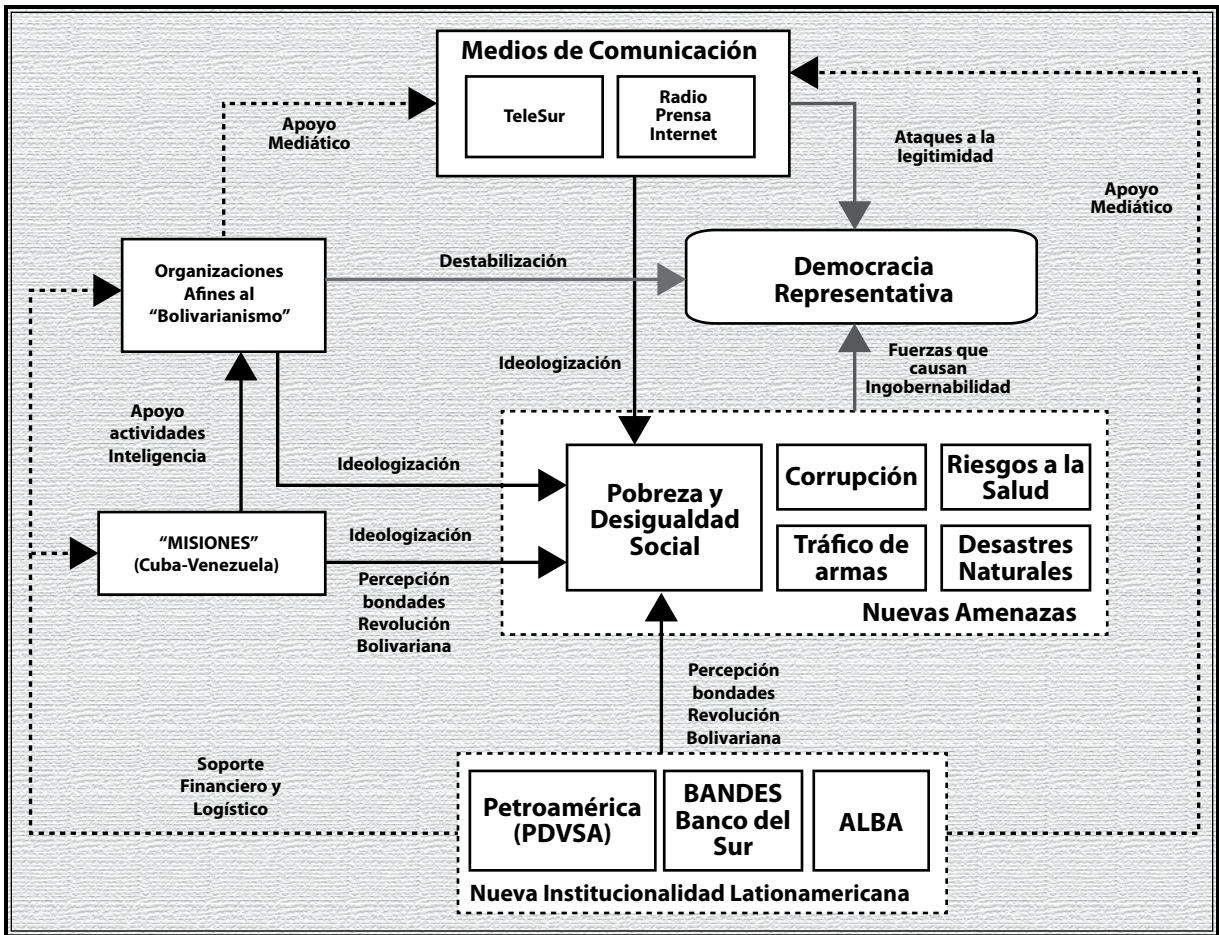 Medios de Comunicación
TeleSur
Radio
Prensa
Internet
Apoyo
Mediático
Ataques a la
legitimidad
Apoyo
Mediático
Organizaciones
Afines al
“Bolivarianismo”
Destabilización
Democracia
Representativa
Ideologización
Fuerzas que
causan
Ingobernabilidad
Apoyo
actividades
Inteligencia
Ideologización
Pobreza y
Desigualdad
Social
Corrupción
Riesgos a la
Salud
“MISIONES”
(Cuba-Venezuela)
Ideologización
Percepción
bondades
Revolución
Bolivariana
Tráfico de
armas
Desastres
Naturales
Nuevas Amenazas
Percepción
bondades
Revolución
Bolivariana
Soporte
Financiero y
Logístico
Petroamérica
(PDVSA)
BANDES
Banco del
Sur
ALBA
Nueva Institucionalidad Lationamericana